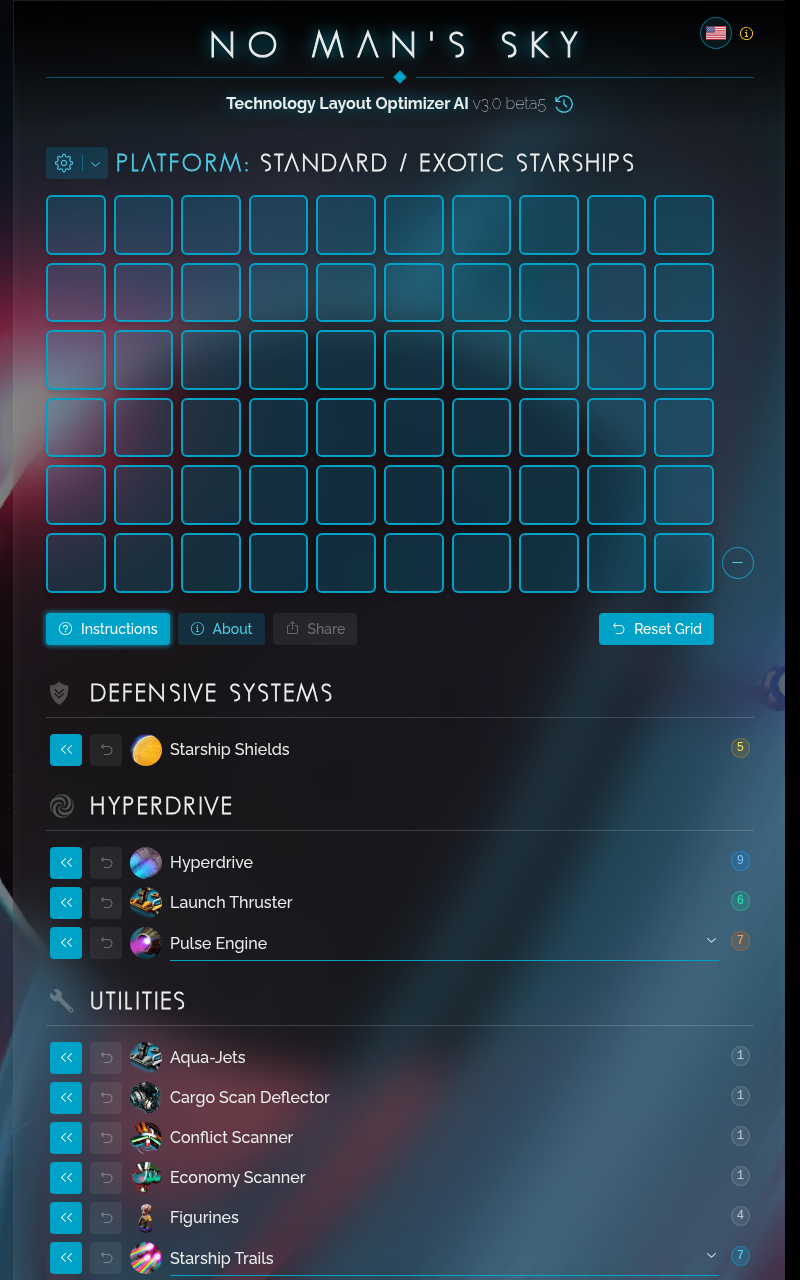 NO MAN'S SKY
Technology Layout Optimizer AI v3.0 beta5
PLATFORM: STANDARD / EXOTIC STARSHIPS
Instructions About Share Reset Grid
DEFENSIVE SYSTEMS
Starship Shields 5
HYPERDRIVE
Hyperdrive 9
Launch Thruster 6
Pulse Engine 7
UTILITIES
Aqua-Jets 1
Cargo Scan Deflector 1
Conflict Scanner 1
Economy Scanner 1
Figurines 4
Starship Trails 7